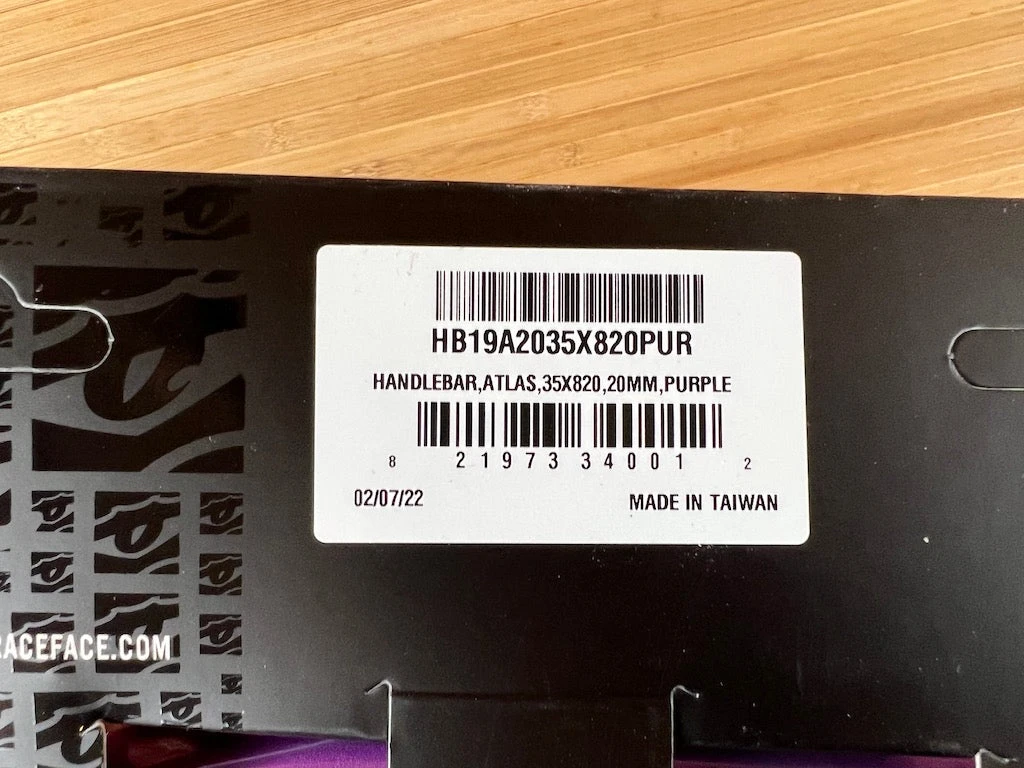 HB19A2035X820PUR
HANDLEBAR,ATLAS,35X820,20MM,PURPLE
8 21973 34001 2
02/07/22 MADE IN TAIWAN
RACEFACE.COM